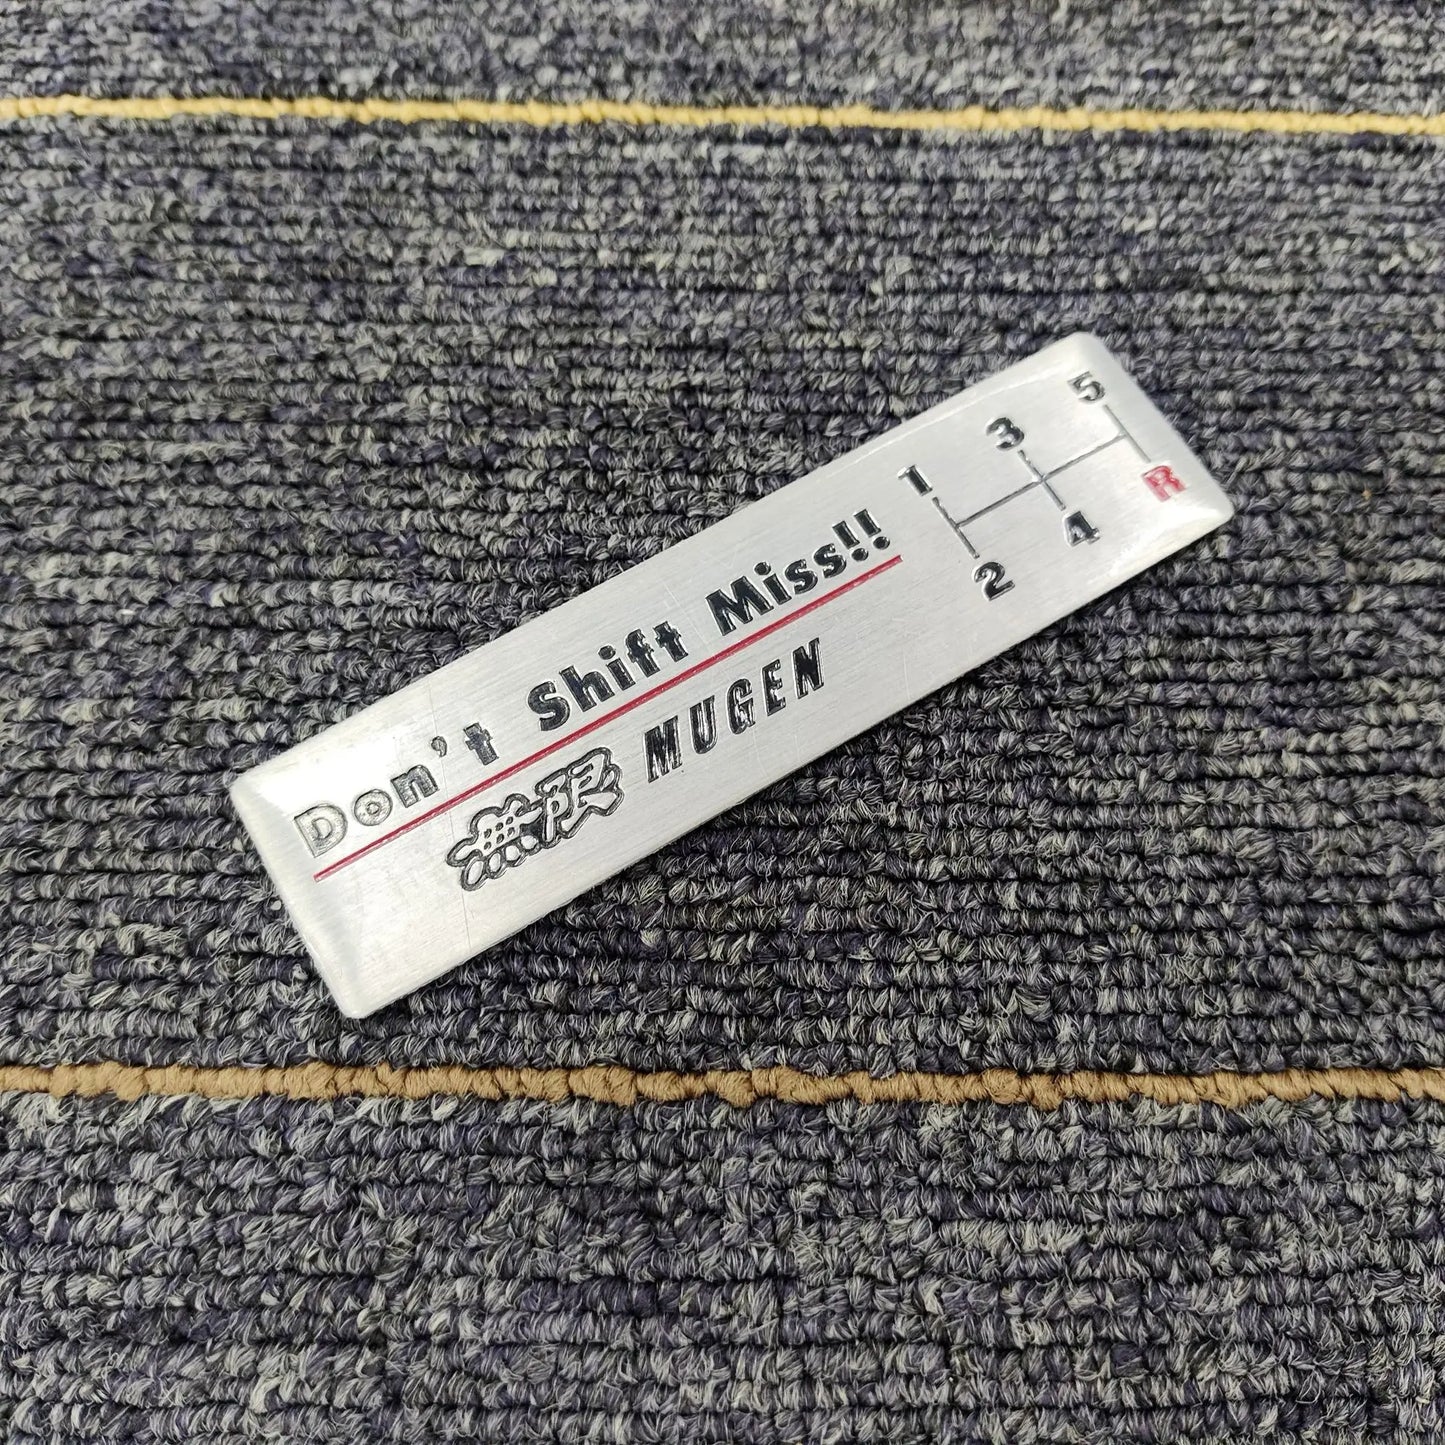 Don't Shift Miss!!
無限 MUGEN
1 3 5
2 4 R